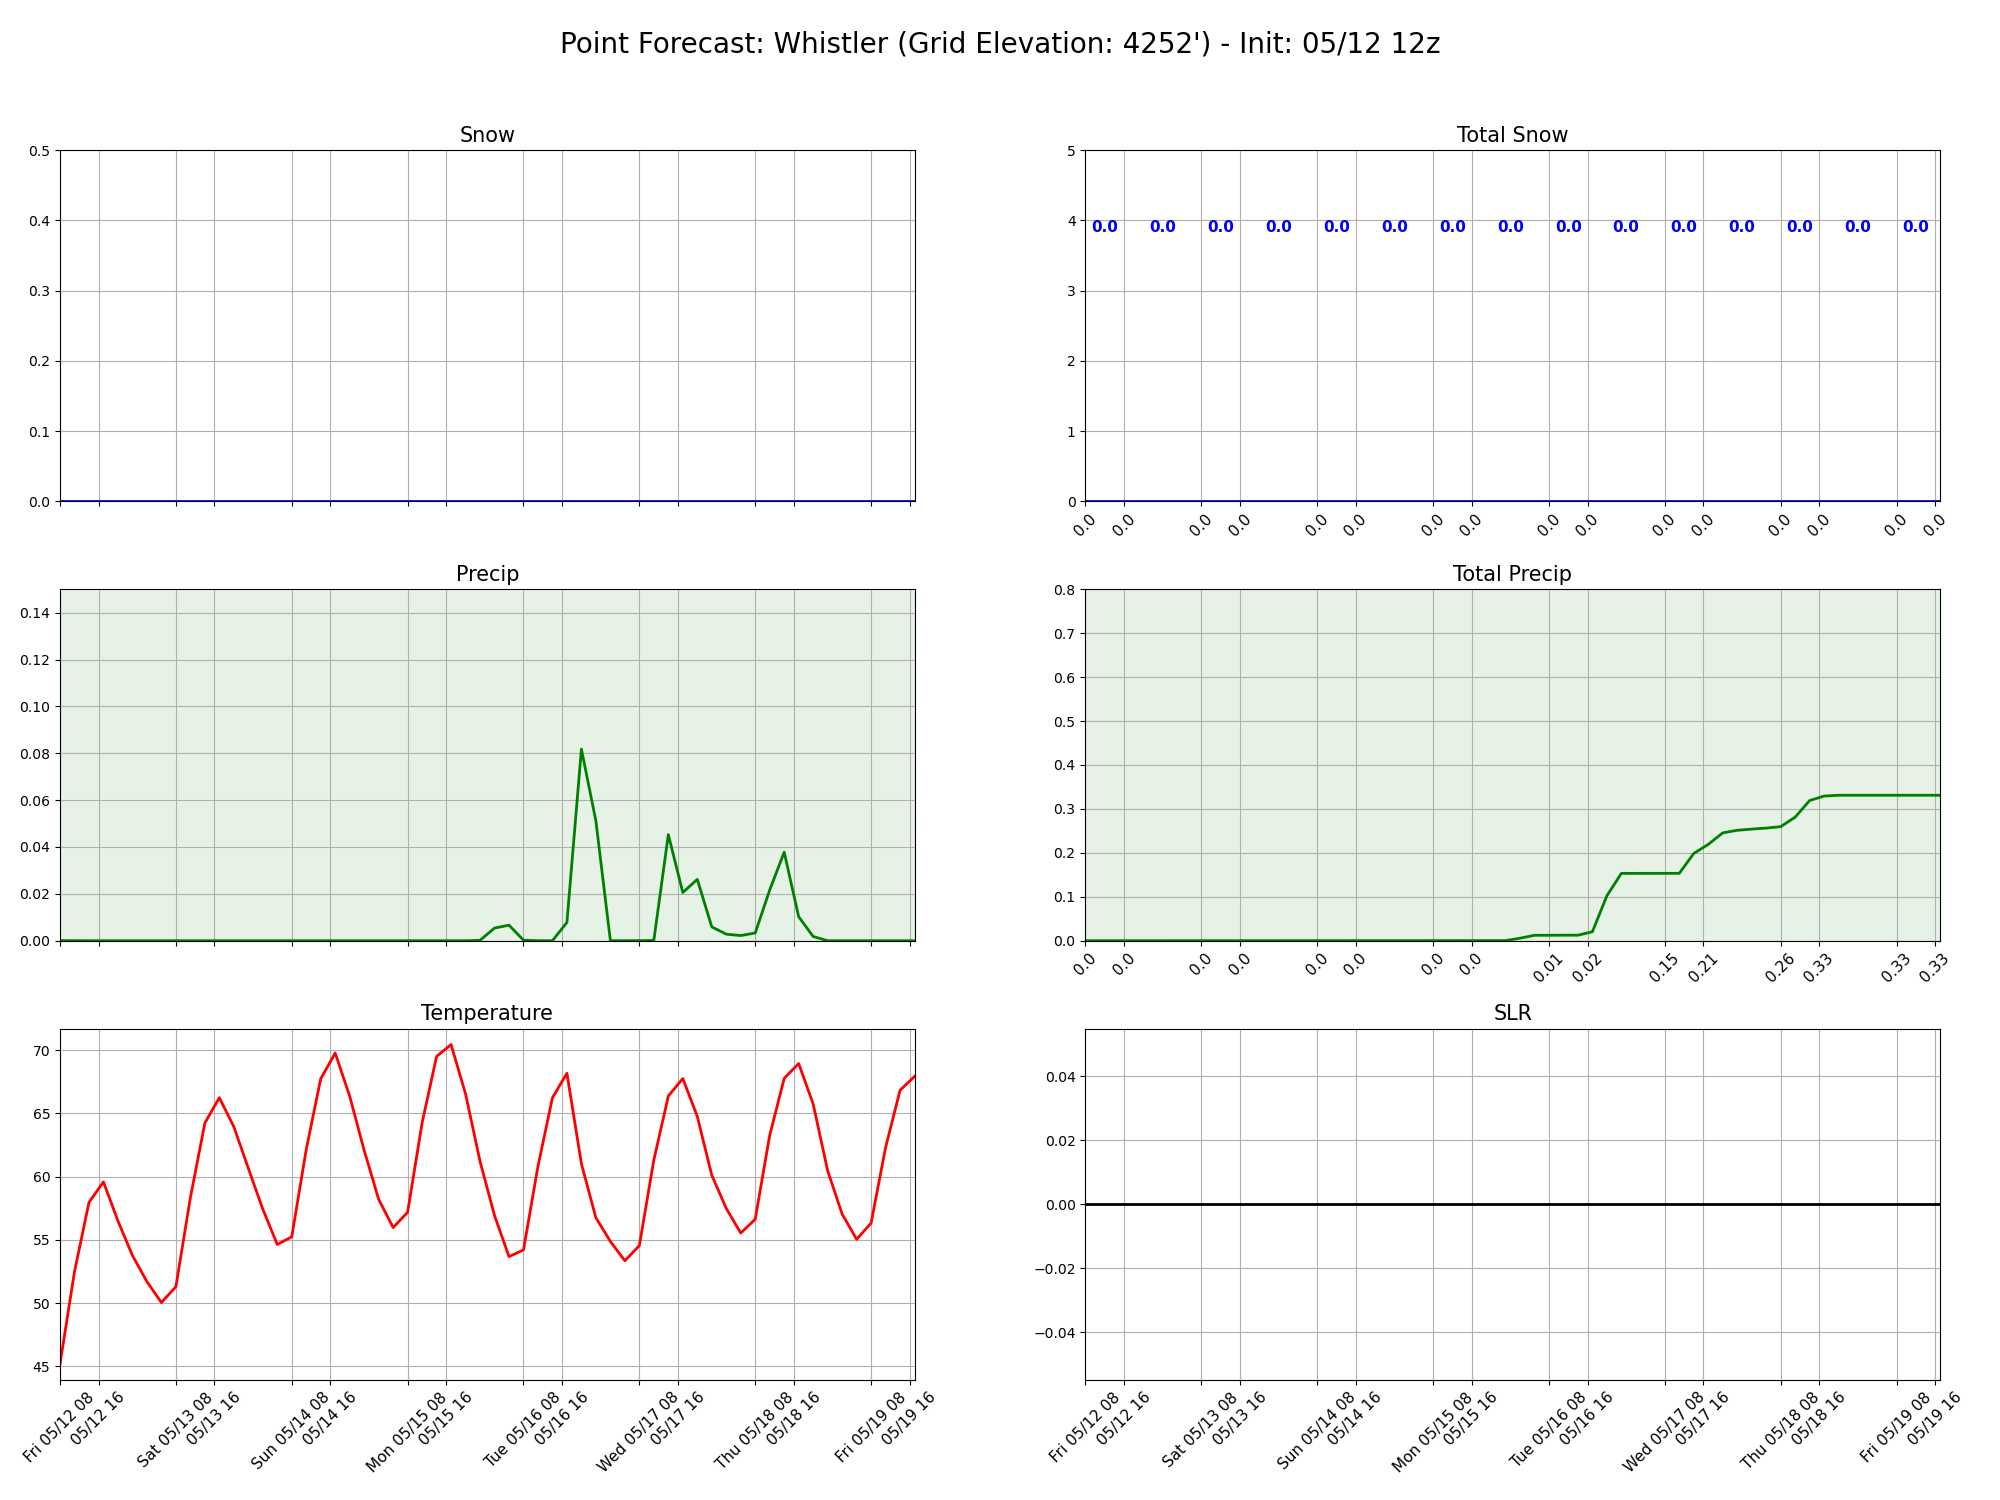 Point Forecast: Whistler (Grid Elevation: 4252') - Init: 05/12 12z
Snow
0.5
0.4
0.3
0.2
0.1
0.0
Total Snow
5
4
3
2
1
0
0.0 0.0 0.0 0.0 0.0 0.0 0.0 0.0 0.0 0.0 0.0 0.0 0.0 0.0 0.0
0.0 0.0 0.0 0.0 0.0 0.0 0.0 0.0 0.0 0.0 0.0 0.0 0.0 0.0 0.0 0.0
Precip
0.14
0.12
0.10
0.08
0.06
0.04
0.02
0.00
Total Precip
0.8
0.7
0.6
0.5
0.4
0.3
0.2
0.1
0.0
0.0 0.0 0.0 0.0 0.0 0.0 0.0 0.0 0.01 0.02 0.15 0.21 0.26 0.33 0.33 0.33
Temperature
70
65
60
55
50
45
Fri 05/12 08
05/12 16
Sat 05/13 08
05/13 16
Sun 05/14 08
05/14 16
Mon 05/15 08
05/15 16
Tue 05/16 08
05/16 16
Wed 05/17 08
05/17 16
Thu 05/18 08
05/18 16
Fri 05/19 08
05/19 16
SLR
0.04
0.02
0.00
−0.02
−0.04
Fri 05/12 08
05/12 16
Sat 05/13 08
05/13 16
Sun 05/14 08
05/14 16
Mon 05/15 08
05/15 16
Tue 05/16 08
05/16 16
Wed 05/17 08
05/17 16
Thu 05/18 08
05/18 16
Fri 05/19 08
05/19 16